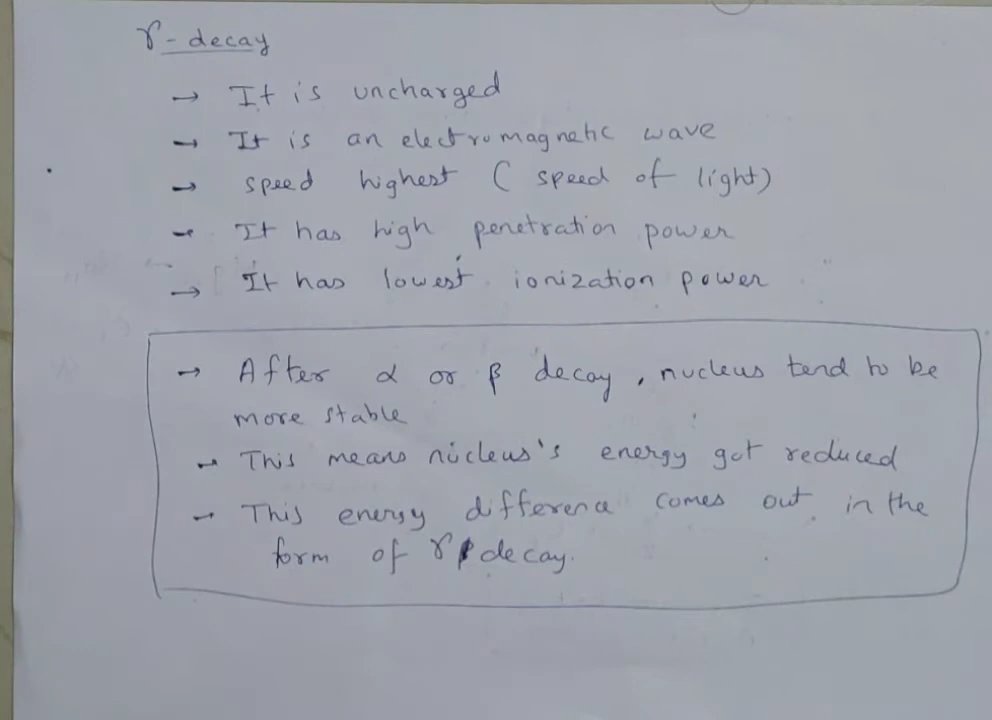 γ-decay
→ It is uncharged
→ It is an electromagnetic wave
→ speed highest (speed of light)
→ It has high penetration power
→ It has lowest ionization power
→ After α or β decay, nucleus tend to be
more stable
→ This means nucleus's energy got reduced
→ This energy difference comes out in the
form of γ decay.